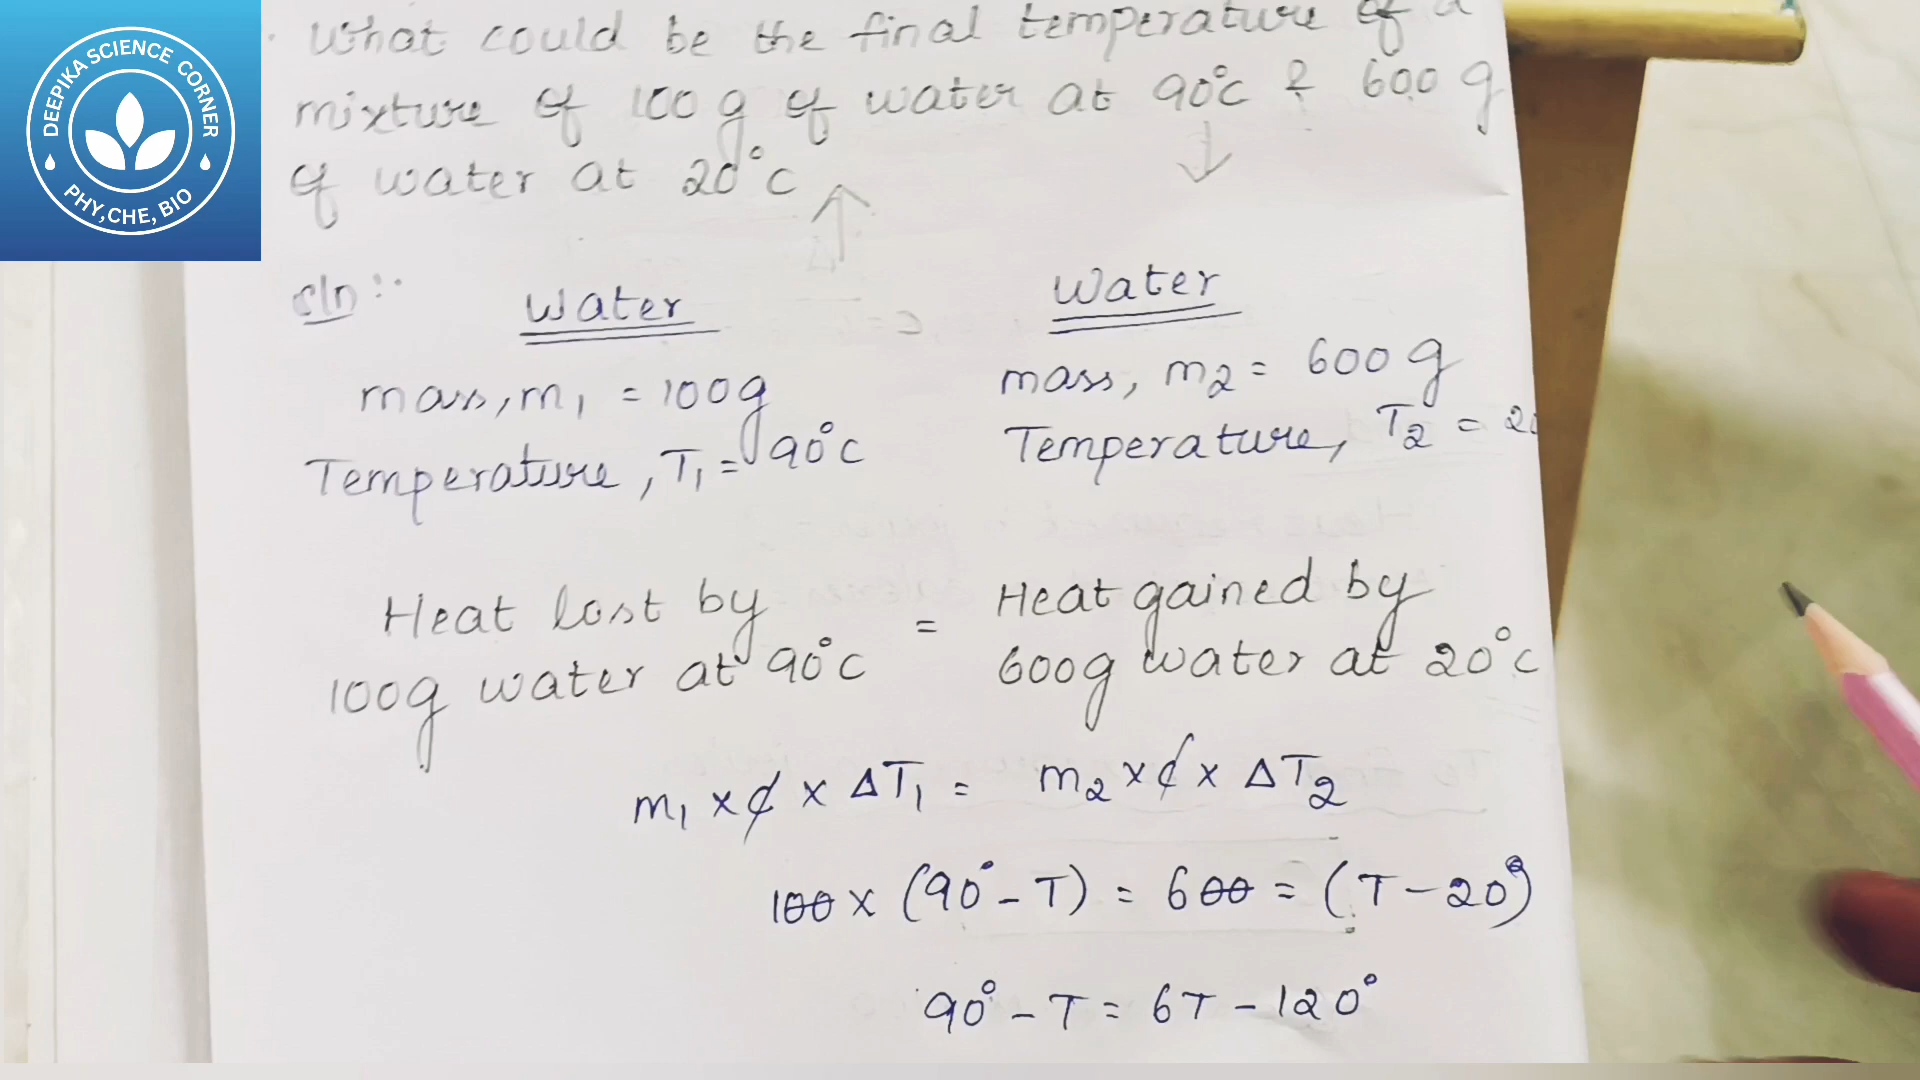 DEEPIKA SCIENCE CORNER
PHY,CHE, BIO
What could be the final temperature of a
mixture of 100 g of water at 90°c & 600 g
of water at 20°c
Sln :-
Water
mass, m1 = 100g
Temperature, T1 = 90°c
Water
mass, m2 = 600 g
Temperature, T2 = 20
Heat lost by
100g water at 90°c
=
Heat gained by
600g water at 20°c
m1 x c x ΔT1 = m2 x c x ΔT2
100 x (90° - T) = 600 = (T - 20°)
90° - T = 6T - 120°